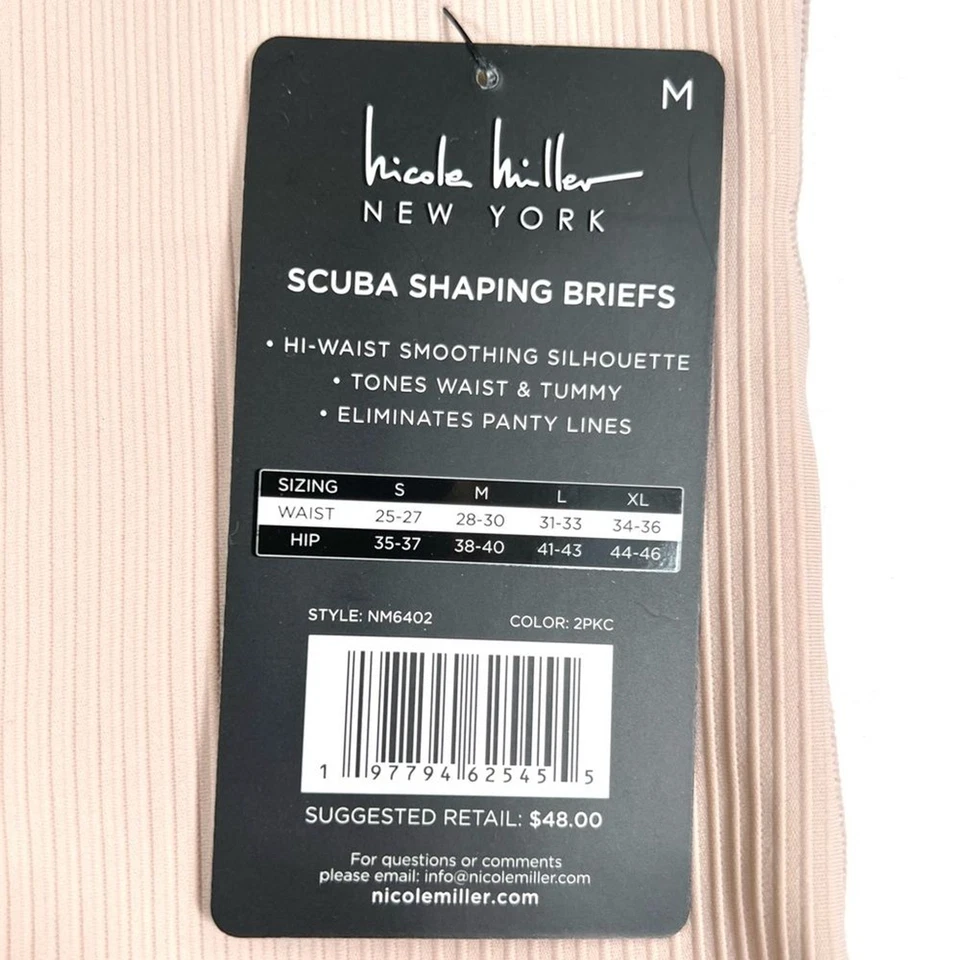 M
Nicole Miller
NEW YORK
SCUBA SHAPING BRIEFS
• HI-WAIST SMOOTHING SILHOUETTE
• TONES WAIST & TUMMY
• ELIMINATES PANTY LINES
SIZING S M L XL
WAIST 25-27 28-30 31-33 34-36
HIP 35-37 38-40 41-43 44-46
STYLE: NM6402 COLOR: 2PKC
1 97794 62545 5
SUGGESTED RETAIL: $48.00
For questions or comments
please email: info@nicolemiller.com
nicolemiller.com